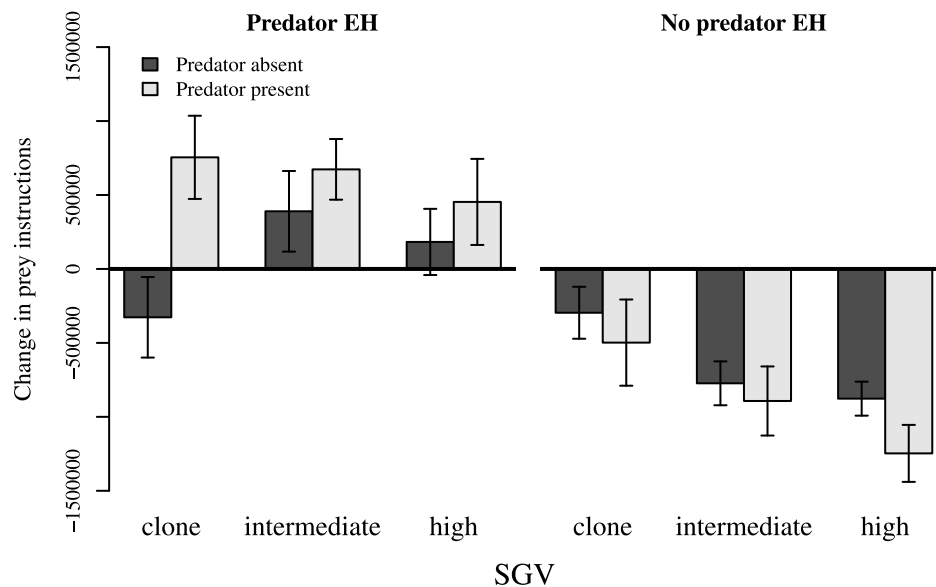 Predator EH
No predator EH
Predator absent
Predator present
Change in prey instructions
1500000
500000
0
−500000
−1500000
clone intermediate high
clone intermediate high
SGV